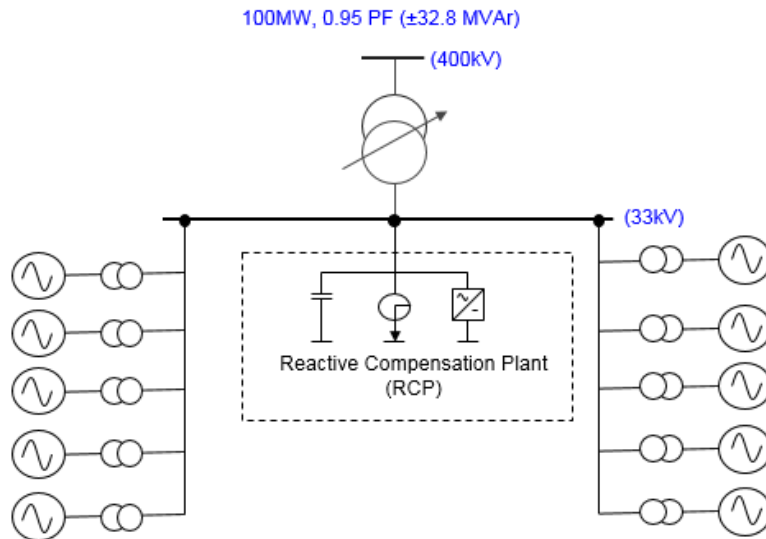 100MW, 0.95 PF (±32.8 MVAr)
(400kV)
(33kV)
Reactive Compensation Plant
(RCP)